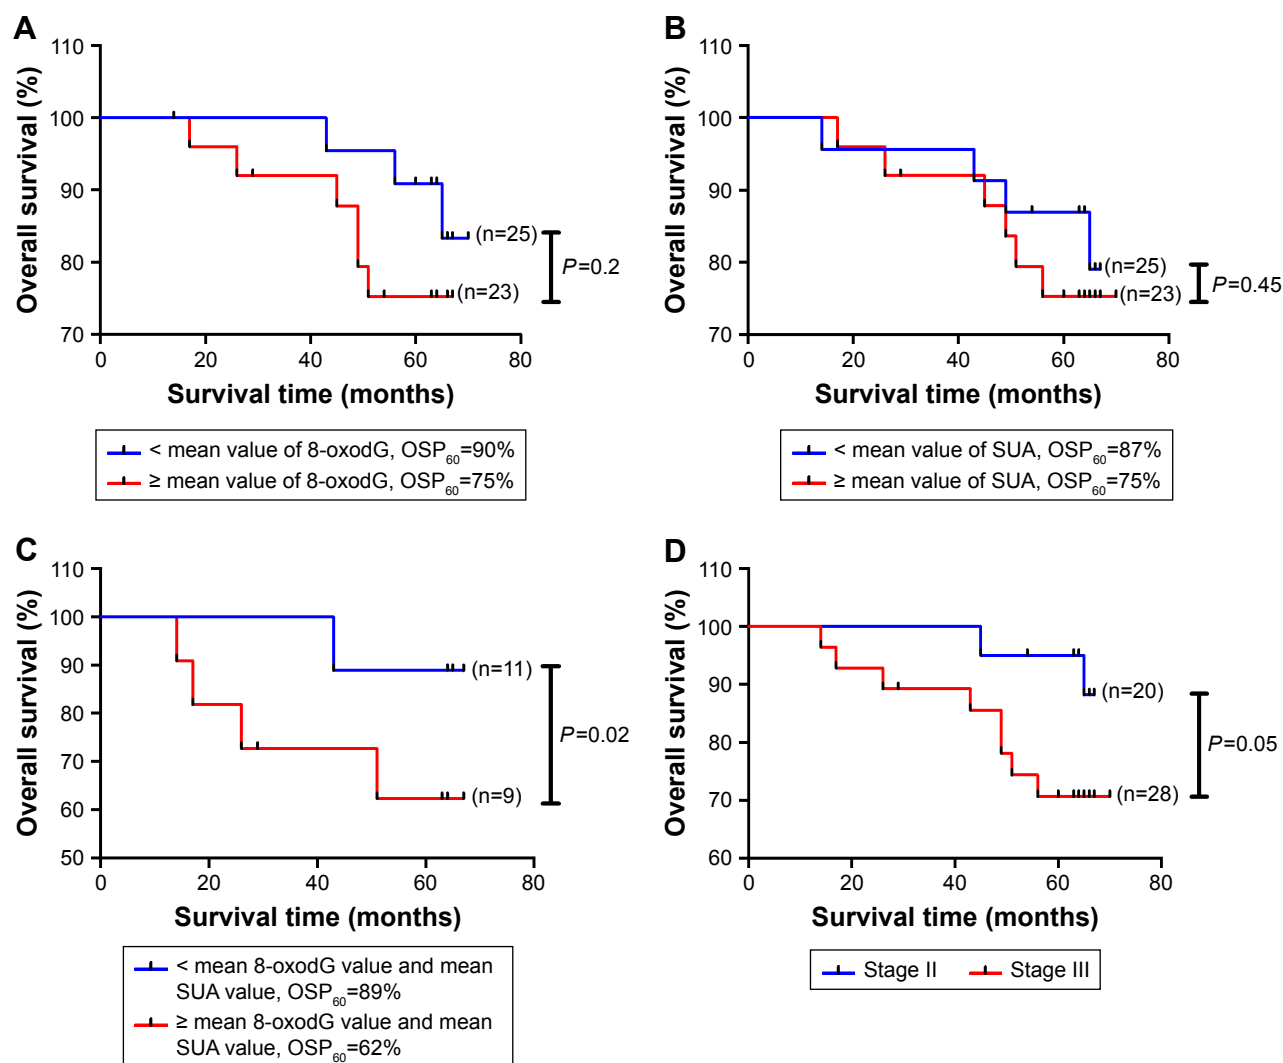 A
Overall survival (%)
110
100
90
80
70
0 20 40 60 80
(n=25)
(n=23)
P=0.2
Survival time (months)
< mean value of 8-oxodG, OSP60=90%
≥ mean value of 8-oxodG, OSP60=75%
B
Overall survival (%)
110
100
90
80
70
0 20 40 60 80
(n=25)
(n=23)
P=0.45
Survival time (months)
< mean value of SUA, OSP60=87%
≥ mean value of SUA, OSP60=75%
C
Overall survival (%)
110
100
90
80
70
60
50
0 20 40 60 80
(n=11)
(n=9)
P=0.02
Survival time (months)
< mean 8-oxodG value and mean
SUA value, OSP60=89%
≥ mean 8-oxodG value and mean
SUA value, OSP60=62%
D
Overall survival (%)
110
100
90
80
70
60
0 20 40 60 80
(n=20)
(n=28)
P=0.05
Survival time (months)
Stage II Stage III